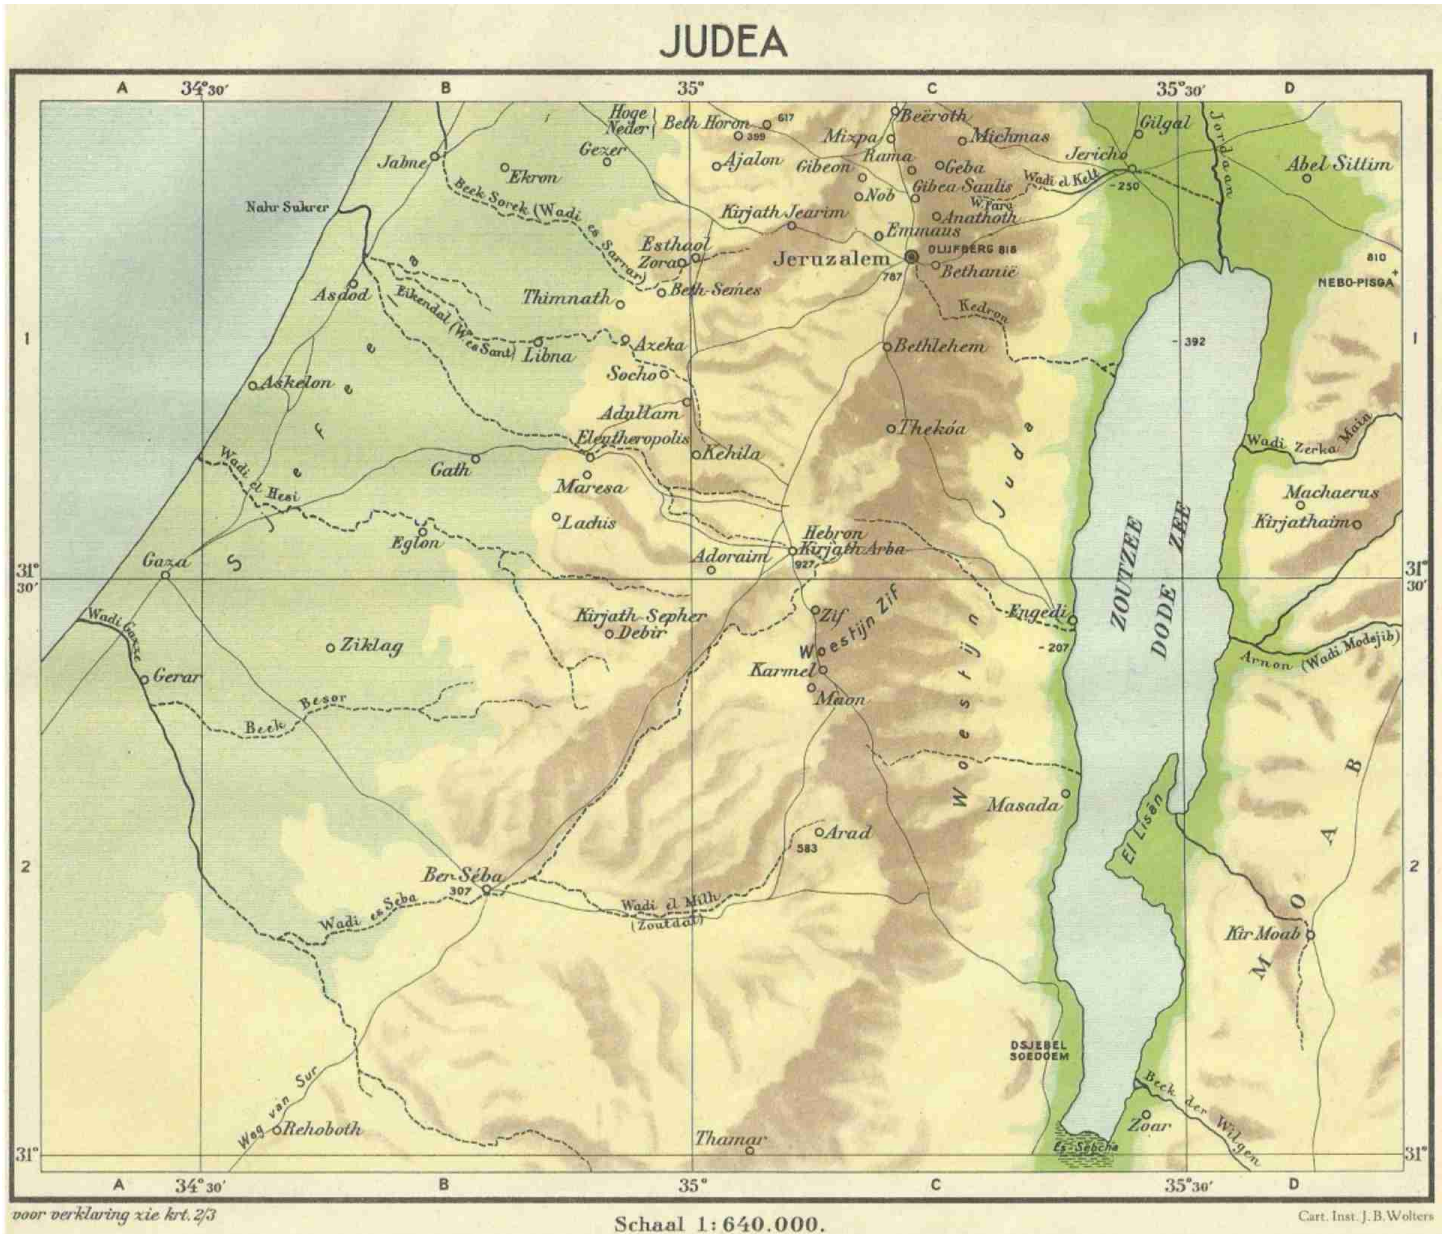 JUDEA
A
34°30'
B
35°
C
35°30'
D
Hoge
Neder
Beth Horon
617
399
Beëroth
Mizpa
Michmas
Gilgal
Jordaan
Jabne
Ekron
Gezer
Ajalon
Gibeon
Rama
Geba
Jericho
-250
Abel Sittim
Wadi el Kelt
W. Fara
Nob
Gibea Saulis
Anathoth
Nahr Sukrer
Beek Sorek (Wadi es Sarrar)
Kirjath Jearim
Emmaus
Esthaol
Zora
Jeruzalem
OLIJFBERG 818
787
Bethanië
810
NEBO-PISGA
Asdod
Thimnath
Beth-Semes
Kedron
Eikendal (W. es Sant)
Libna
Azeka
Bethlehem
-392
1
1
Socho
Askelon
Adullam
Thekóa
Eleutheropolis
Kehila
Gath
Wadi el Hesi
Maresa
Wadi Zerka Maïn
Lachis
Machaerus
Kirjathaim
Eglon
Hebron
Kirjath Arba
927
Adoraim
Gaza
Sjefeea
31°30'
31°30'
ZOUTZEE
DODE ZEE
Woestijn Juda
Engedi
-207
Wadi Gazze
Kirjath-Sepher
Debir
Zif
Woestijn Zif
Ziklag
Karmel
Maon
Arnon (Wadi Modsjib)
Gerar
Beek Besor
Masada
El Lisân
MOAB
Arad
583
2
2
Ber-Séba
307
Wadi es Seba
Wadi el Milh
(Zoutdal)
Kir Moab
DSJEBEL
SOEDOEM
Weg van Sur
Rehoboth
Thamar
Zoar
Beek der Wilgen
Es-Sebcha
31°
31°
A
34°30'
B
35°
C
35°30'
D
voor verklaring zie krt. 2/3
Schaal 1:640.000.
Cart. Inst. J. B. Wolters